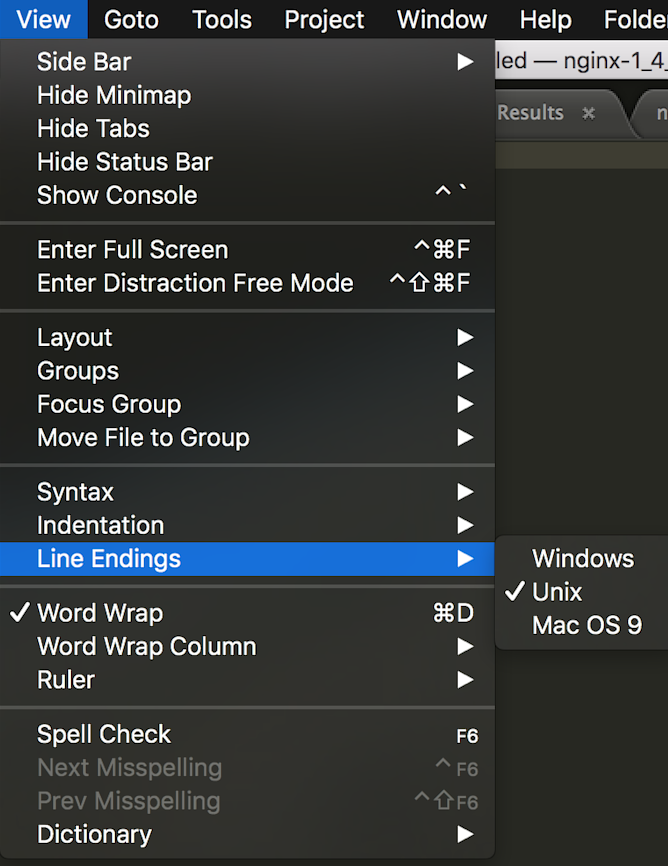 View Goto Tools Project Window Help Folde
led — nginx-1_4_
Results × n
Side Bar ▶
Hide Minimap
Hide Tabs
Hide Status Bar
Show Console ^`
Enter Full Screen ^⌘F
Enter Distraction Free Mode ^⇧⌘F
Layout ▶
Groups ▶
Focus Group ▶
Move File to Group ▶
Syntax ▶
Indentation ▶
Line Endings ▶
Windows
✓ Unix
Mac OS 9
✓ Word Wrap ⌘D
Word Wrap Column ▶
Ruler ▶
Spell Check F6
Next Misspelling ^F6
Prev Misspelling ^⇧F6
Dictionary ▶